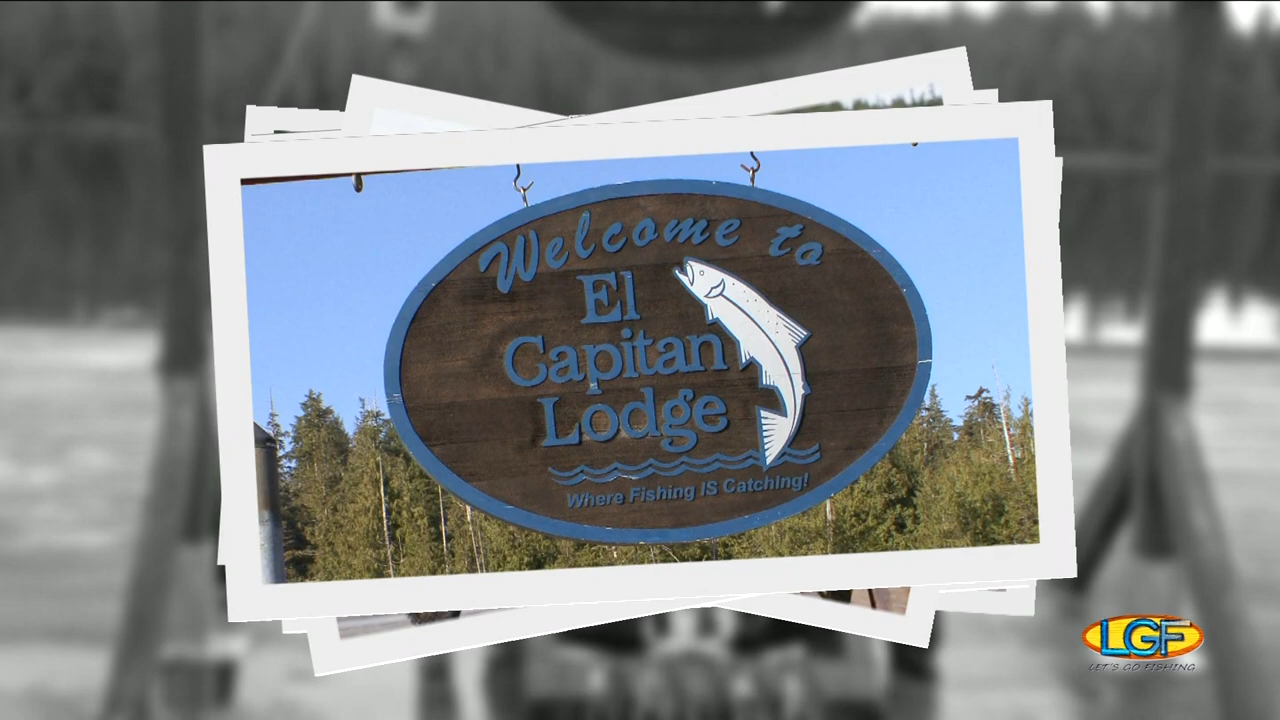 Welcome to
El
Capitan
Lodge
Where Fishing IS Catching!
LGF
LET'S GO FISHING